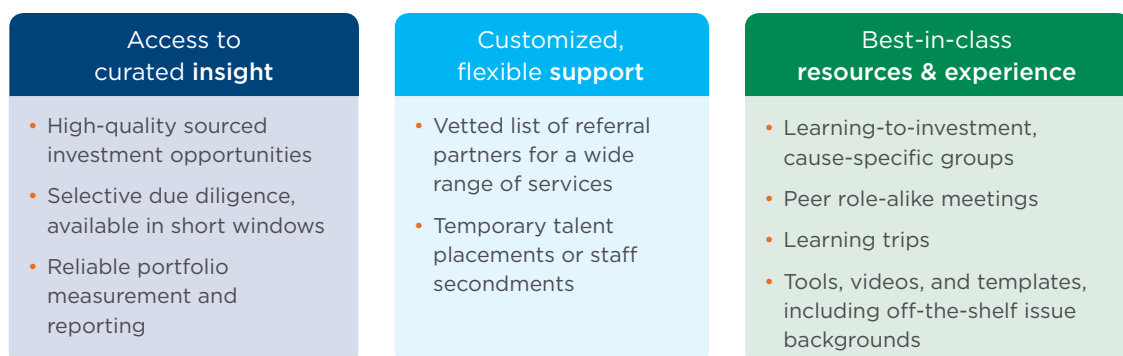 Access to
curated insight
• High-quality sourced
investment opportunities
• Selective due diligence,
available in short windows
• Reliable portfolio
measurement and
reporting
Customized,
flexible support
• Vetted list of referral
partners for a wide
range of services
• Temporary talent
placements or staff
secondments
Best-in-class
resources & experience
• Learning-to-investment,
cause-specific groups
• Peer role-alike meetings
• Learning trips
• Tools, videos, and templates,
including off-the-shelf issue
backgrounds